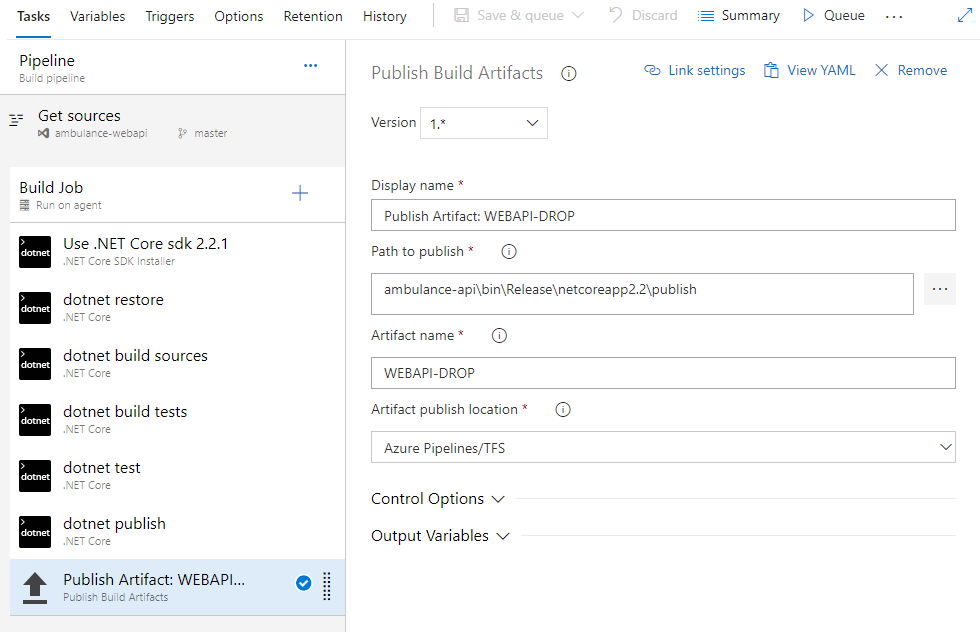 Tasks Variables Triggers Options Retention History Save & queue Discard Summary Queue ...
Pipeline ...
Build pipeline
Get sources
ambulance-webapi master
Build Job
Run on agent
dotnet
Use .NET Core sdk 2.2.1
.NET Core SDK Installer
dotnet
dotnet restore
.NET Core
dotnet
dotnet build sources
.NET Core
dotnet
dotnet build tests
.NET Core
dotnet
dotnet test
.NET Core
dotnet
dotnet publish
.NET Core
Publish Artifact: WEBAPI...
Publish Build Artifacts
Publish Build Artifacts Link settings View YAML Remove
Version 1.*
Display name *
Publish Artifact: WEBAPI-DROP
Path to publish *
ambulance-api\bin\Release\netcoreapp2.2\publish ...
Artifact name *
WEBAPI-DROP
Artifact publish location *
Azure Pipelines/TFS
Control Options
Output Variables